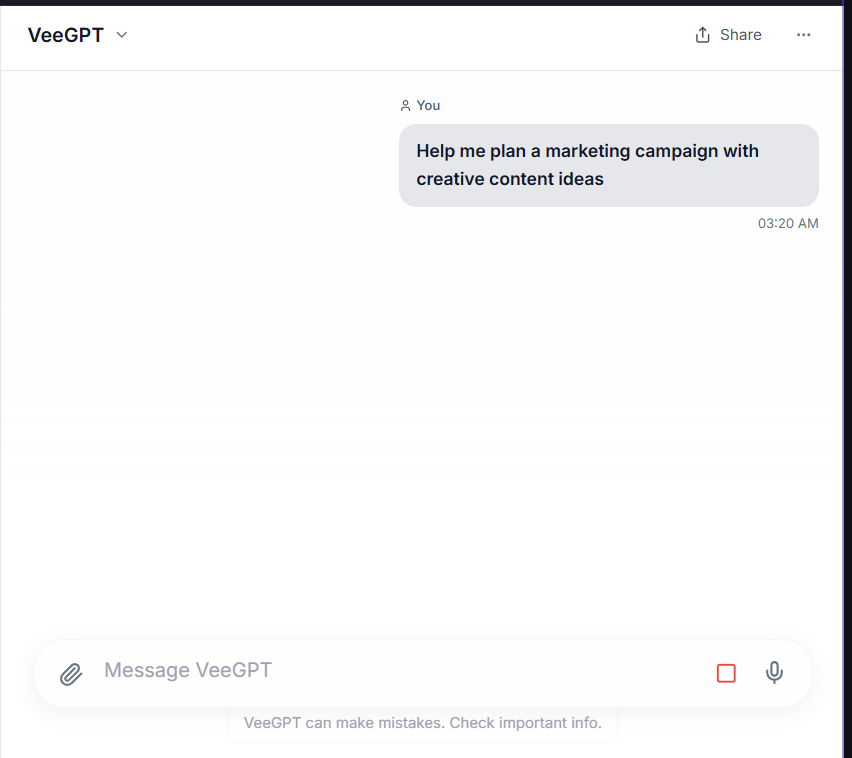 VeeGPT
Share
You
Help me plan a marketing campaign with
creative content ideas
03:20 AM
Message VeeGPT
VeeGPT can make mistakes. Check important info.